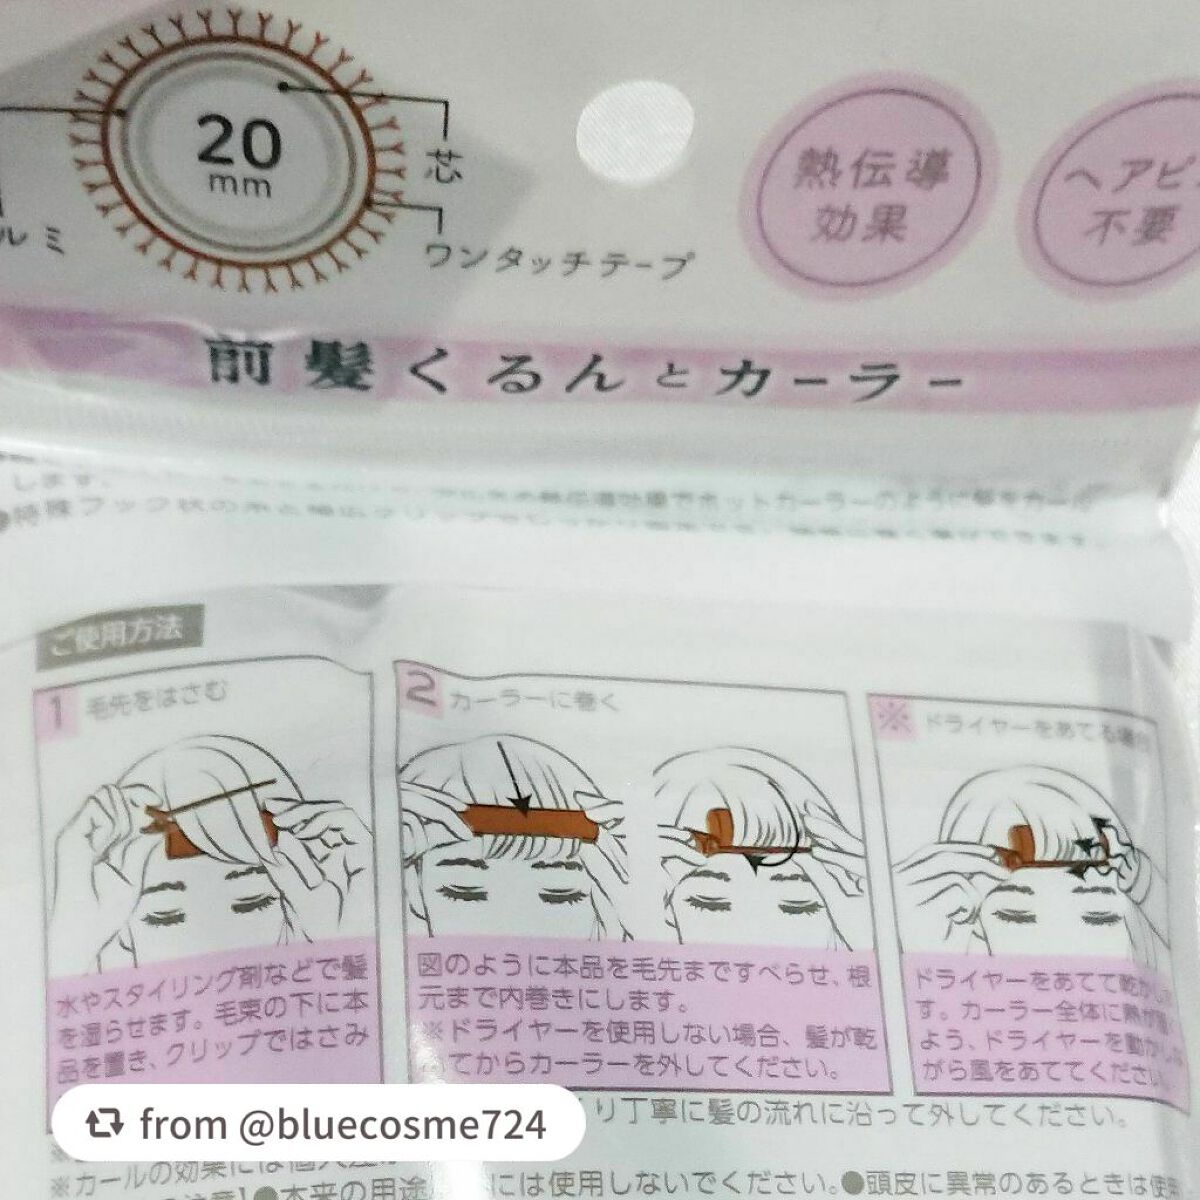 20
mm
芯
ルミ
ワンタッチテープ
熱伝導
効果
ヘアピ
不要
前髪くるんとカーラー
します。
ご使用方法
1 毛先をはさむ
水やスタイリング剤などで髪
を湿らせます。毛束の下に本
品を置き、クリップではさみ
2 カーラーに巻く
図のように本品を毛先まですべらせ、根
元まで内巻きにします。
※ドライヤーを使用しない場合、髪が乾
てからカーラーを外してください。
※ ドライヤーをあてる場合
ドライヤーをあてて乾かし
す。カーラー全体に熱が
よう、ドライヤーを動かしな
がら風をあててください。
り丁寧に髪の流れに沿って外してください。
※カールの効果には個人差が
●本来の用途 には使用しないでください。●頭皮に異常のあるときは使
from @bluecosme724